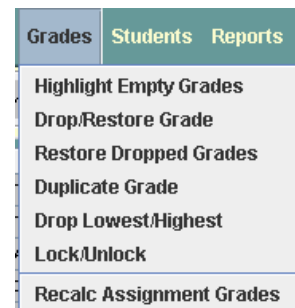 Grades Students Reports
Highlight Empty Grades
Drop/Restore Grade
Restore Dropped Grades
Duplicate Grade
Drop Lowest/Highest
Lock/Unlock
Recalc Assignment Grades